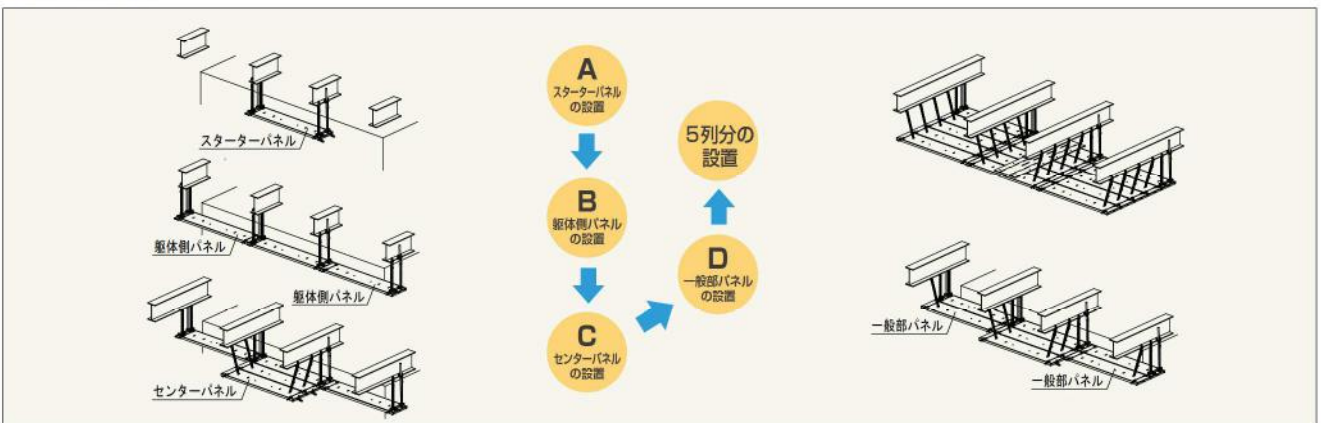 スターターパネル
躯体側パネル
躯体側パネル
センターパネル
A
スターターパネル
の設置
B
躯体側パネル
の設置
C
センターパネル
の設置
D
一般部パネル
の設置
5列分の
設置
一般部パネル
一般部パネル